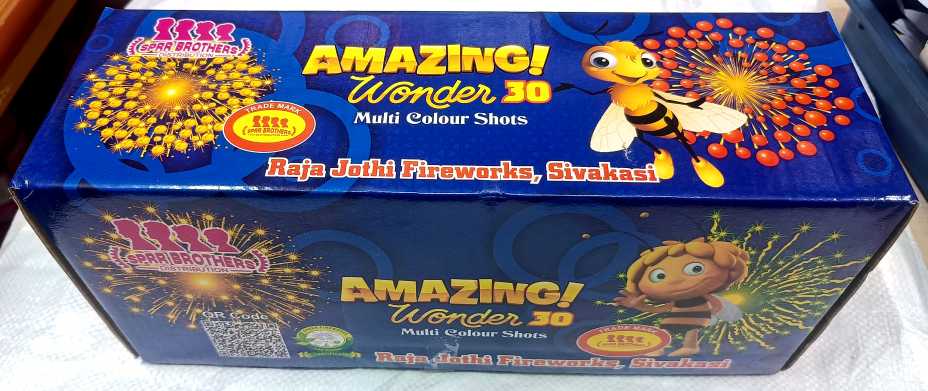 SPAR BROTHERS
DISTRIBUTION
AMAZING!
Wonder 30
Multi Colour Shots
TRADE MARK
SPAR BROTHERS
Raja Jothi Fireworks, Sivakasi
SPAR BROTHERS
DISTRIBUTION
AMAZING!
Wonder 30
Multi Colour Shots
QR Code
TRADE MARK
Raja Jothi Fireworks, Sivakasi